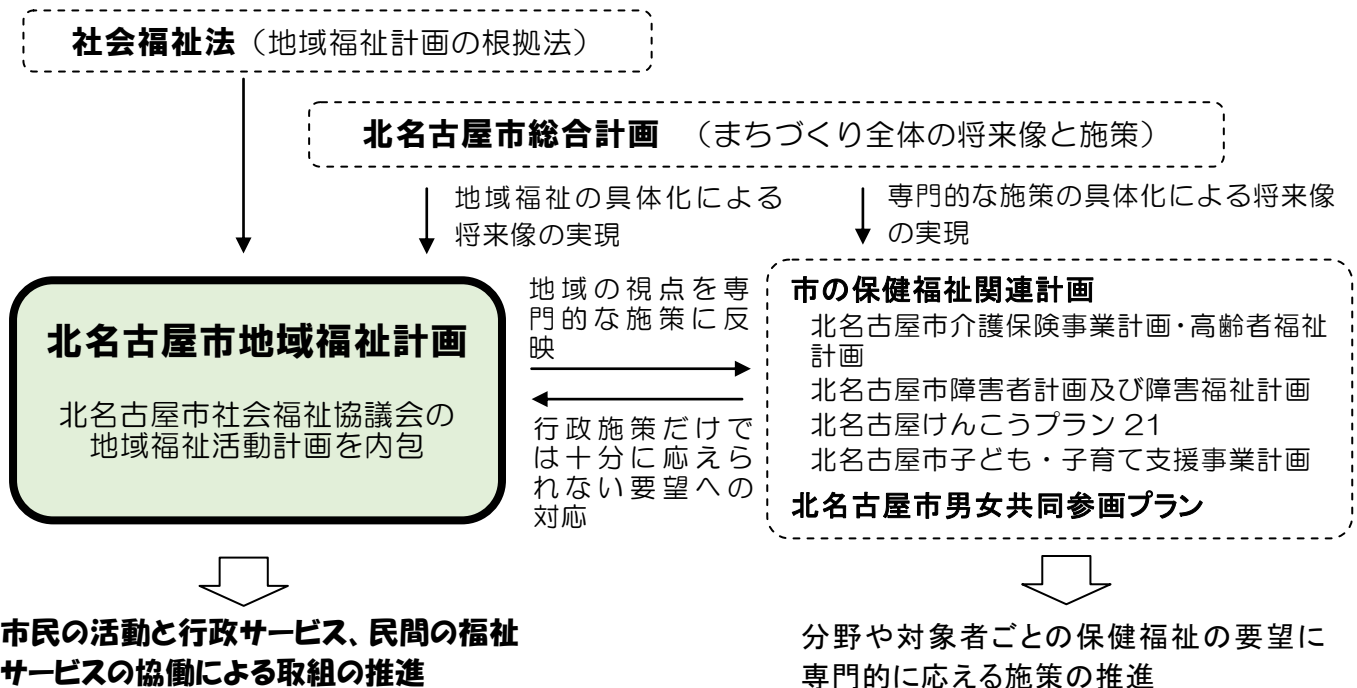 社会福祉法（地域福祉計画の根拠法）
北名古屋市総合計画　（まちづくり全体の将来像と施策）
地域福祉の具体化による
将来像の実現
専門的な施策の具体化による将来像
の実現
北名古屋市地域福祉計画
北名古屋市社会福祉協議会の
地域福祉活動計画を内包
地域の視点を専
門的な施策に反
映
行政施策だけで
は十分に応えら
れない要望への
対応
市の保健福祉関連計画
北名古屋市介護保険事業計画・高齢者福祉
計画
北名古屋市障害者計画及び障害福祉計画
北名古屋けんこうプラン 21
北名古屋市子ども・子育て支援事業計画
北名古屋市男女共同参画プラン
市民の活動と行政サービス、民間の福祉
サービスの協働による取組の推進
分野や対象者ごとの保健福祉の要望に
専門的に応える施策の推進